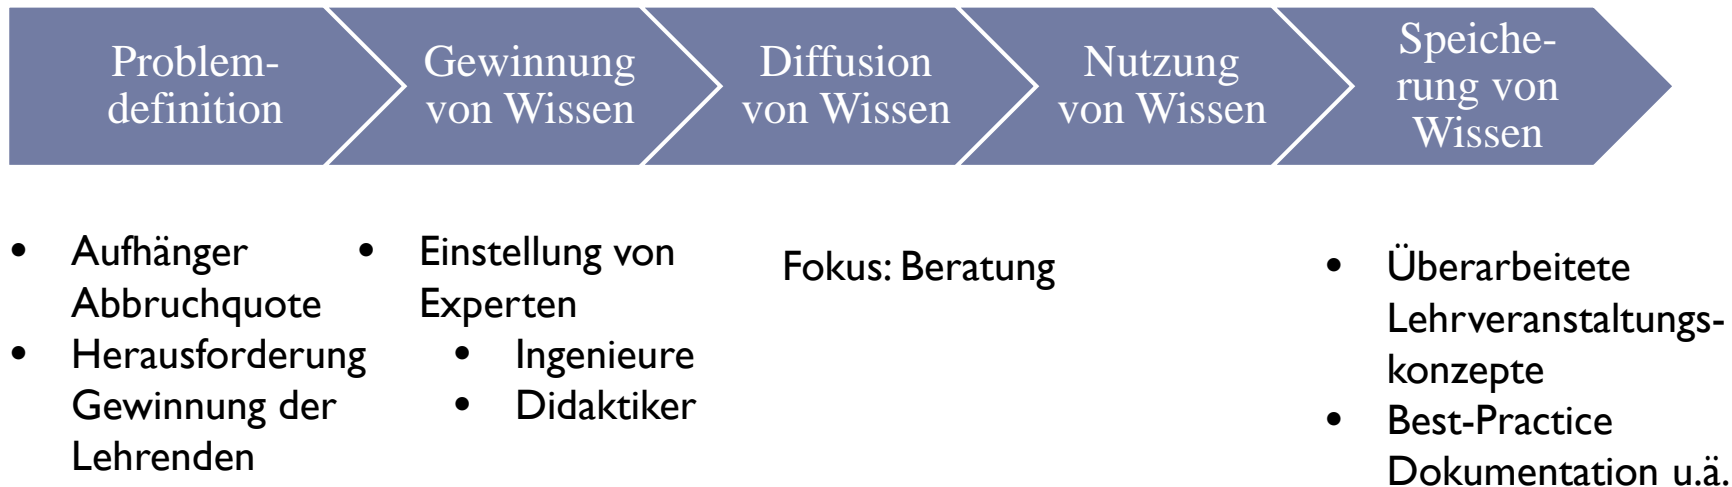 Problem-
definition
Gewinnung
von Wissen
Diffusion
von Wissen
Nutzung
von Wissen
Speiche-
rung von
Wissen
• Aufhänger
Abbruchquote
• Herausforderung
Gewinnung der
Lehrenden
• Einstellung von
Experten
• Ingenieure
• Didaktiker
Fokus: Beratung
• Überarbeitete
Lehrveranstaltungs-
konzepte
• Best-Practice
Dokumentation u.ä.